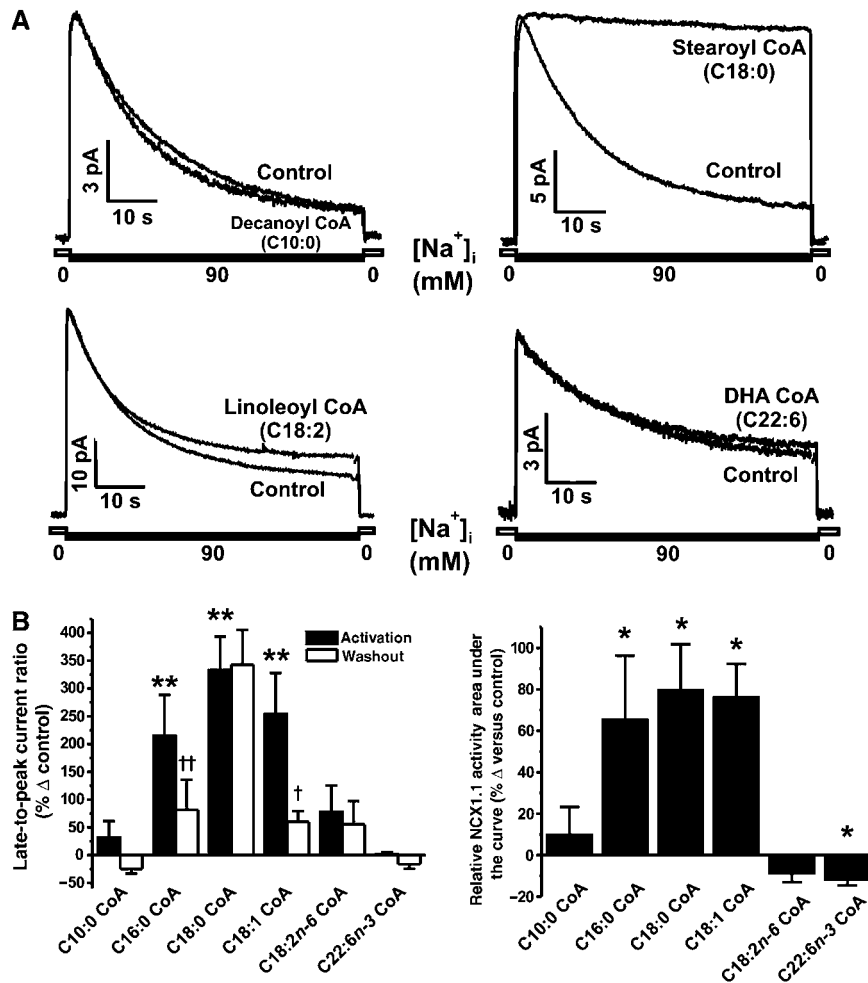 A
3 pA
10 s
Control
Decanoyl CoA
(C10:0)
0
90
0
Stearoyl CoA
(C18:0)
5 pA
10 s
Control
0
90
0
[Na+]i
(mM)
Linoleoyl CoA
(C18:2)
10 pA
10 s
Control
0
90
0
DHA CoA
(C22:6)
3 pA
10 s
Control
0
90
0
[Na+]i
(mM)
B
Late-to-peak current ratio
(% Δ control)
400
350
300
250
200
150
100
50
0
−50
**
††
**
**
†
Activation
Washout
C10:0 CoA
C16:0 CoA
C18:0 CoA
C18:1 CoA
C18:2n-6 CoA
C22:6n-3 CoA
Relative NCX1.1 activity area under
the curve (% Δ versus control)
100
80
60
40
20
0
−20
*
*
*
*
C10:0 CoA
C16:0 CoA
C18:0 CoA
C18:1 CoA
C18:2n-6 CoA
C22:6n-3 CoA